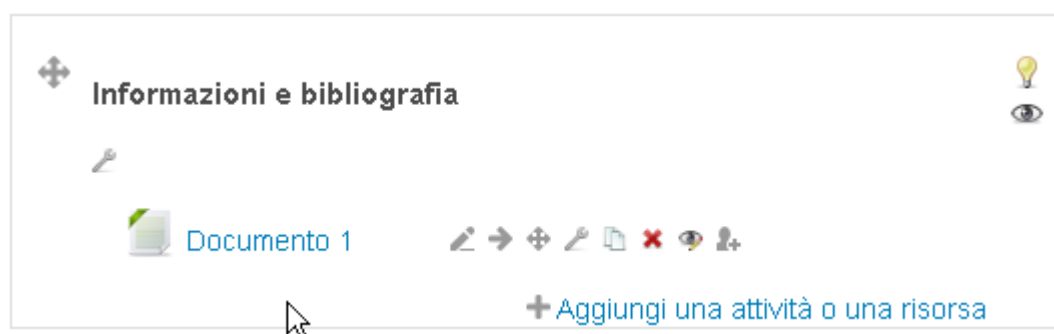 Informazioni e bibliografia
Documento 1
Aggiungi una attività o una risorsa